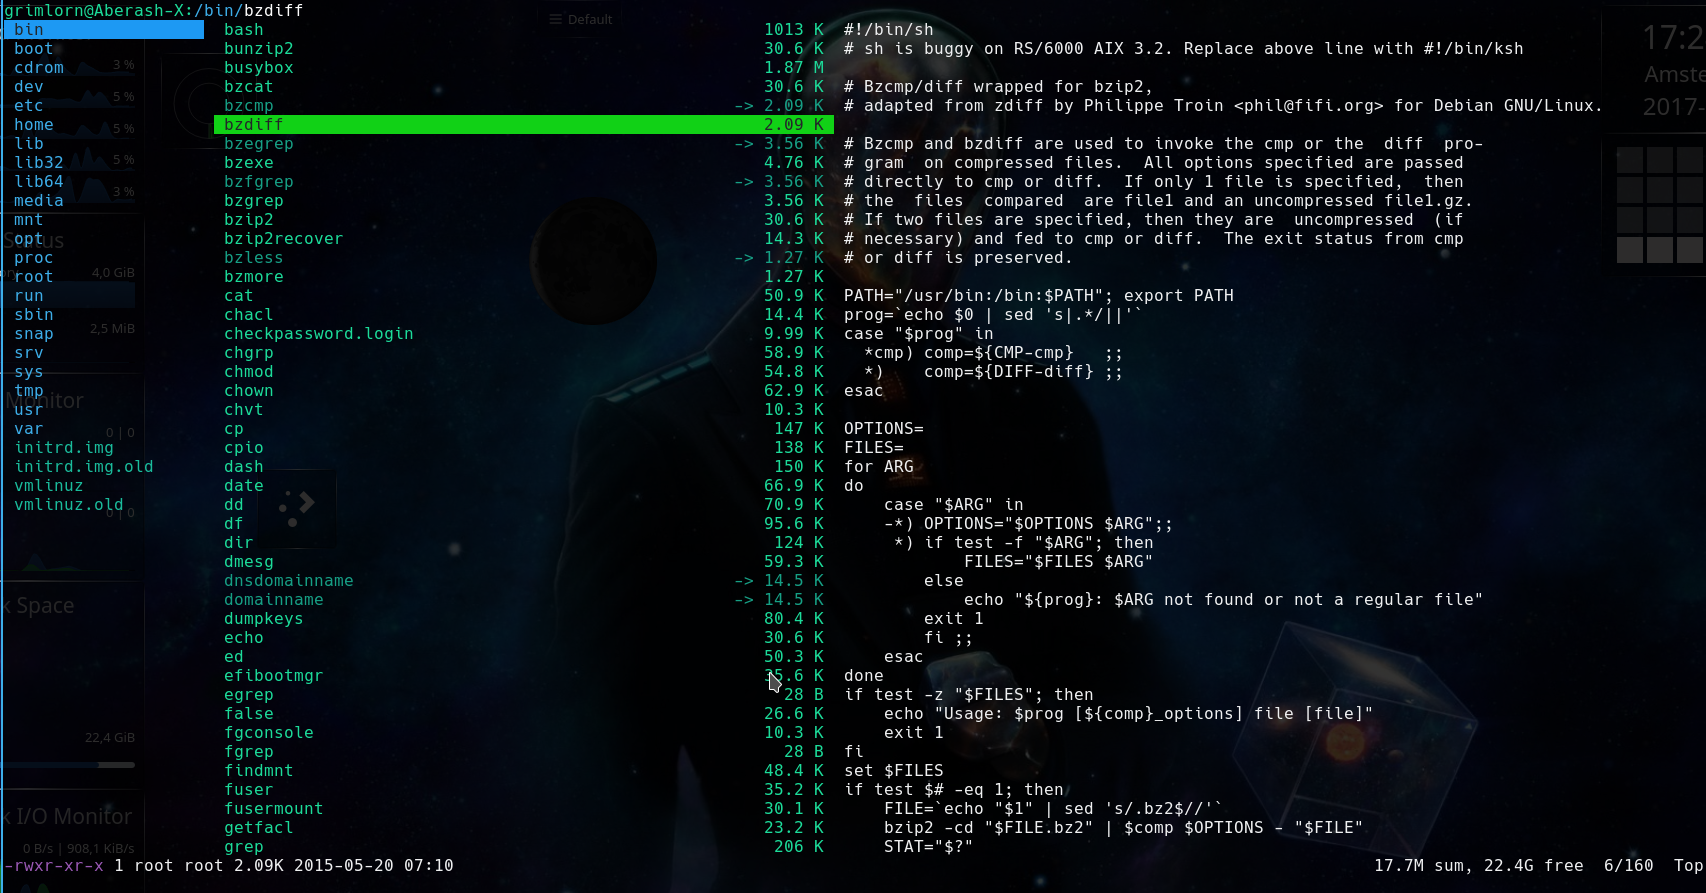 grimlorn@Aberash-X:/bin/bzdiff
Default
bin bash 1013 K #!/bin/sh
boot bunzip2 30.6 K # sh is buggy on RS/6000 AIX 3.2. Replace above line with #!/bin/ksh
cdrom busybox 1.87 M
dev bzcat 30.6 K # Bzcmp/diff wrapped for bzip2,
etc bzcmp -> 2.09 K # adapted from zdiff by Philippe Troin <phil@fifi.org> for Debian GNU/Linux.
home bzdiff 2.09 K
lib bzegrep -> 3.56 K # Bzcmp and bzdiff are used to invoke the cmp or the  diff  pro-
lib32 bzexe 4.76 K # gram  on compressed files.  All options specified are passed
lib64 bzfgrep -> 3.56 K # directly to cmp or diff.  If only 1 file is specified,  then
media bzgrep 3.56 K # the  files  compared  are file1 and an uncompressed file1.gz.
mnt bzip2 30.6 K # If two files are specified, then they are  uncompressed  (if
opt bzip2recover 14.3 K # necessary) and fed to cmp or diff.  The exit status from cmp
proc bzless -> 1.27 K # or diff is preserved.
root bzmore 1.27 K
run cat 50.9 K PATH="/usr/bin:/bin:$PATH"; export PATH
sbin chacl 14.4 K prog=`echo $0 | sed 's|.*/||'`
snap checkpassword.login 9.99 K case "$prog" in
srv chgrp 58.9 K   *cmp) comp=${CMP-cmp}   ;;
sys chmod 54.8 K   *)    comp=${DIFF-diff} ;;
tmp chown 62.9 K esac
usr chvt 10.3 K
var cp 147 K OPTIONS=
initrd.img cpio 138 K FILES=
initrd.img.old dash 150 K for ARG
vmlinuz date 66.9 K do
vmlinuz.old dd 70.9 K     case "$ARG" in
df 95.6 K     -*) OPTIONS="$OPTIONS $ARG";;
dir 124 K      *) if test -f "$ARG"; then
dmesg 59.3 K             FILES="$FILES $ARG"
dnsdomainname -> 14.5 K         else
domainname -> 14.5 K             echo "${prog}: $ARG not found or not a regular file"
dumpkeys 80.4 K         exit 1
echo 30.6 K         fi ;;
ed 50.3 K     esac
efibootmgr 35.6 K done
egrep 28 B if test -z "$FILES"; then
false 26.6 K     echo "Usage: $prog [${comp}_options] file [file]"
fgconsole 10.3 K     exit 1
fgrep 28 B fi
findmnt 48.4 K set $FILES
fuser 35.2 K if test $# -eq 1; then
fusermount 30.1 K     FILE=`echo "$1" | sed 's/.bz2$//'`
getfacl 23.2 K     bzip2 -cd "$FILE.bz2" | $comp $OPTIONS - "$FILE"
grep 206 K     STAT="$?"
-rwxr-xr-x 1 root root 2.09K 2015-05-20 07:10 17.7M sum, 22.4G free  6/160  Top
3 %
5 %
5 %
5 %
3 %
Status
4,0 GiB
2,5 MiB
Monitor
0 | 0
0 | 0
k Space
22,4 GiB
k I/O Monitor
0 B/s | 908,1 KiB/s
17:2
Amste
2017-